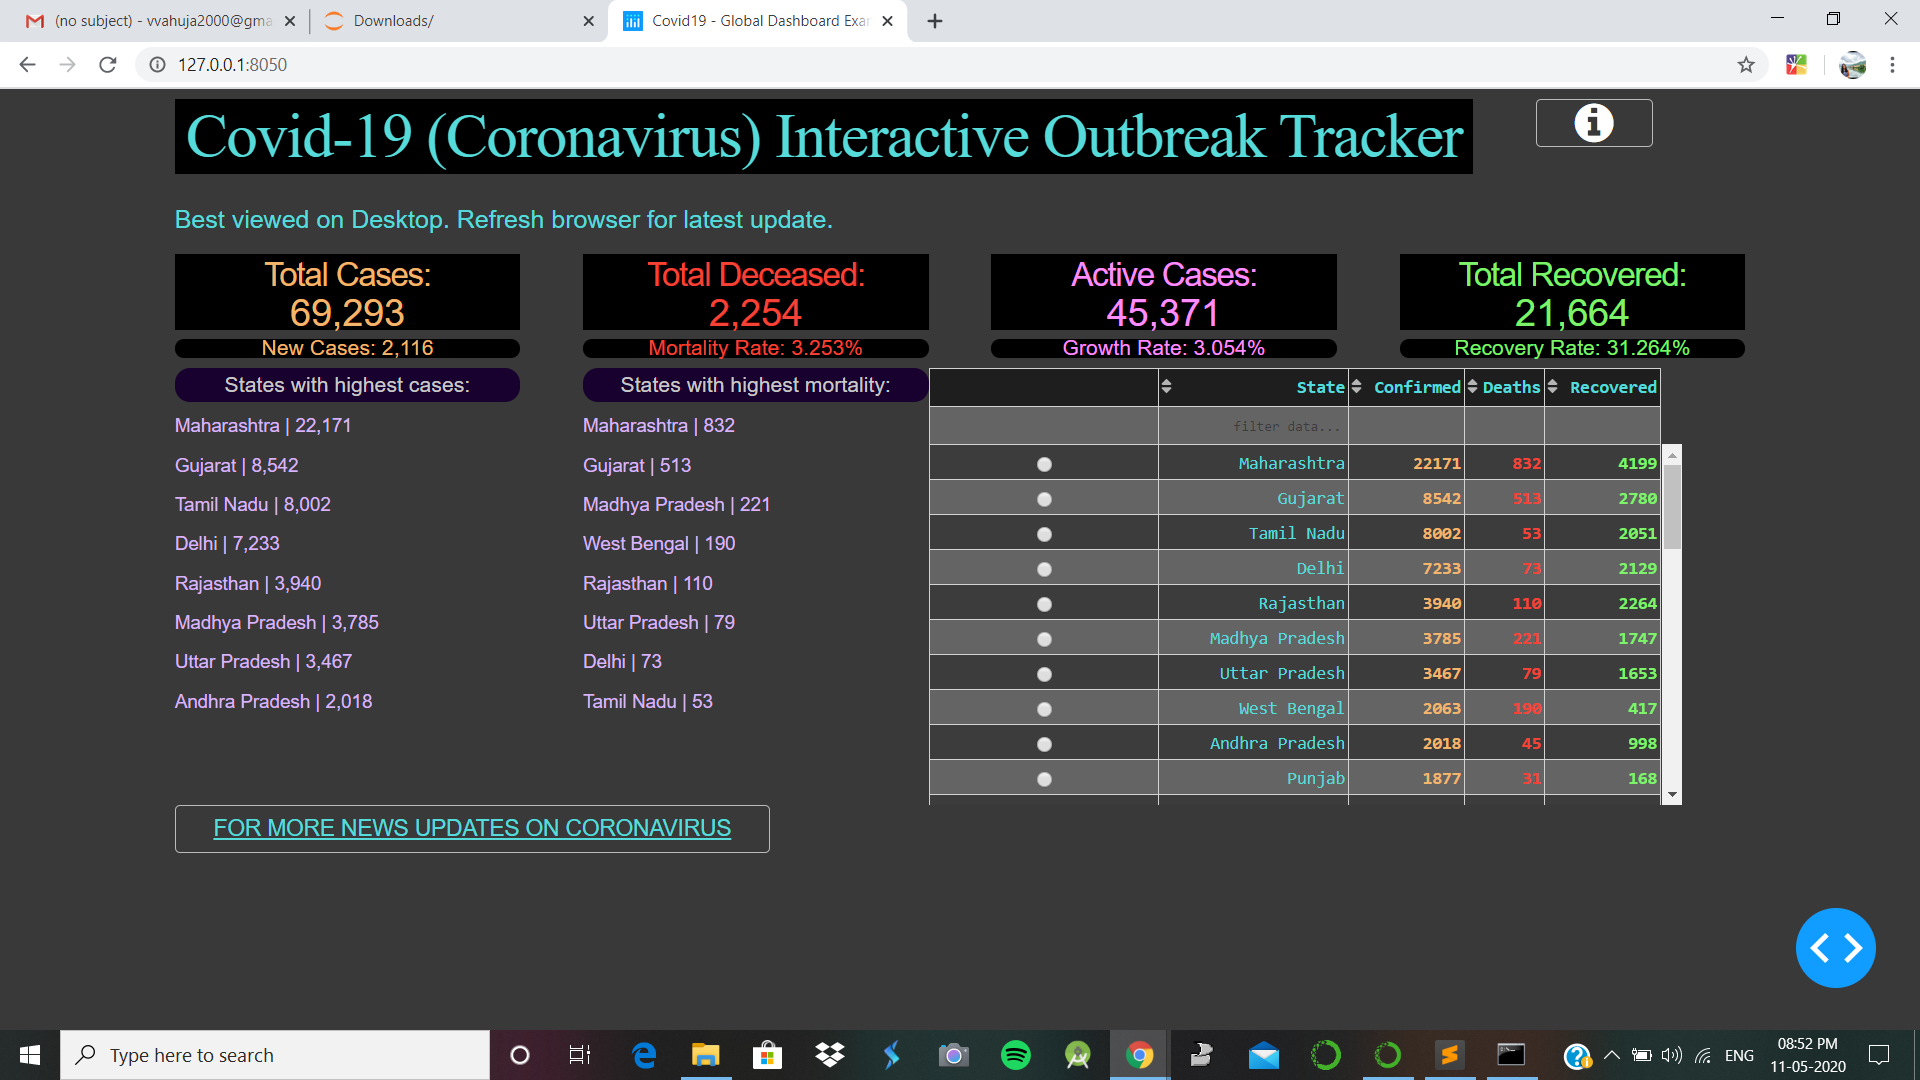 (no subject) - vvahuja2000@gma
Downloads/
Covid19 - Global Dashboard Exa
127.0.0.1:8050
Covid-19 (Coronavirus) Interactive Outbreak Tracker
Best viewed on Desktop. Refresh browser for latest update.
Total Cases:
69,293
New Cases: 2,116
Total Deceased:
2,254
Mortality Rate: 3.253%
Active Cases:
45,371
Growth Rate: 3.054%
Total Recovered:
21,664
Recovery Rate: 31.264%
States with highest cases:
Maharashtra | 22,171
Gujarat | 8,542
Tamil Nadu | 8,002
Delhi | 7,233
Rajasthan | 3,940
Madhya Pradesh | 3,785
Uttar Pradesh | 3,467
Andhra Pradesh | 2,018
States with highest mortality:
Maharashtra | 832
Gujarat | 513
Madhya Pradesh | 221
West Bengal | 190
Rajasthan | 110
Uttar Pradesh | 79
Delhi | 73
Tamil Nadu | 53
State Confirmed Deaths Recovered
filter data...
Maharashtra 22171 832 4199
Gujarat 8542 513 2780
Tamil Nadu 8002 53 2051
Delhi 7233 73 2129
Rajasthan 3940 110 2264
Madhya Pradesh 3785 221 1747
Uttar Pradesh 3467 79 1653
West Bengal 2063 190 417
Andhra Pradesh 2018 45 998
Punjab 1877 31 168
FOR MORE NEWS UPDATES ON CORONAVIRUS
Type here to search
ENG
08:52 PM
11-05-2020